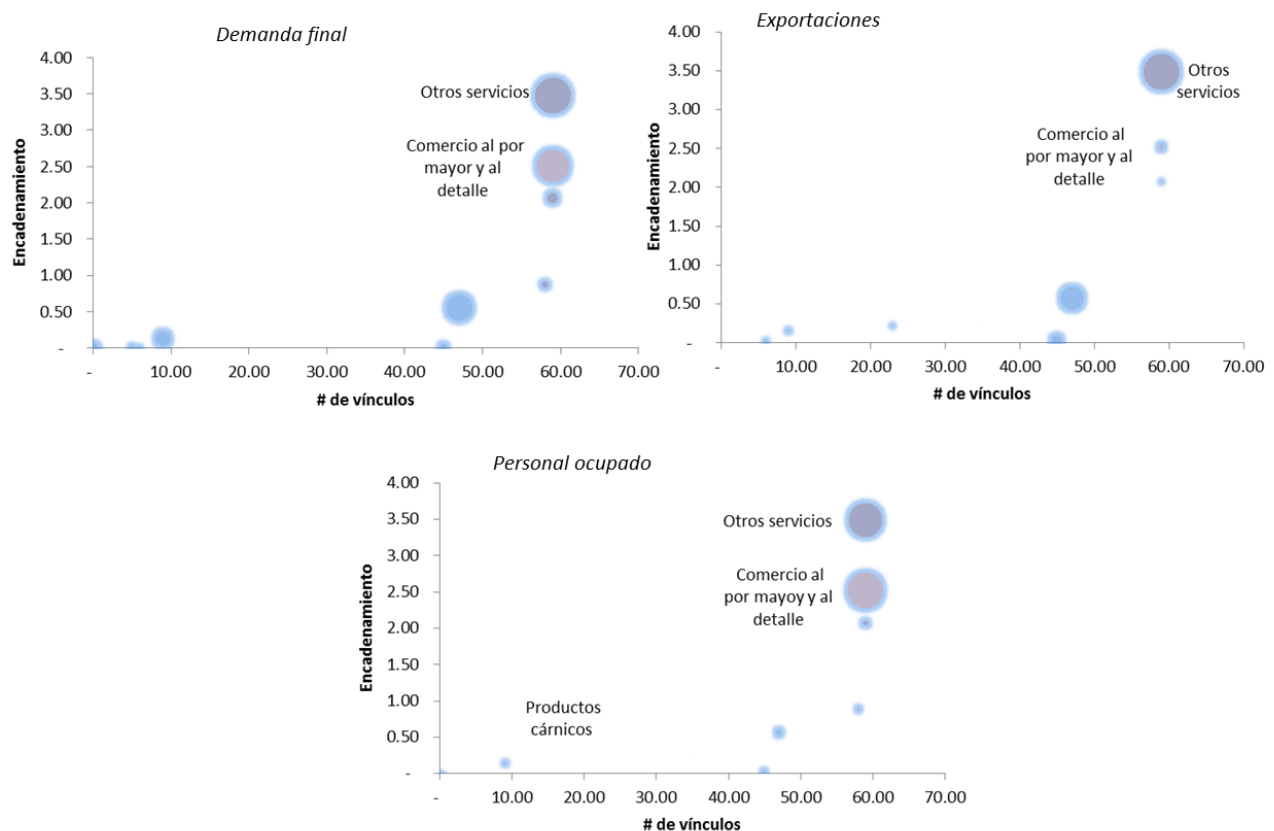 Demanda final
4.00
3.50
3.00
2.50
2.00
1.50
1.00
0.50
-
Encadenamiento
Otros servicios
Comercio al por
mayor y al
detalle
- 10.00 20.00 30.00 40.00 50.00 60.00 70.00
# de vínculos
Exportaciones
4.00
3.50
3.00
2.50
2.00
1.50
1.00
0.50
-
Encadenamiento
Otros
servicios
Comercio al
por mayor y al
detalle
- 10.00 20.00 30.00 40.00 50.00 60.00 70.00
# de vínculos
Personal ocupado
4.00
3.50
3.00
2.50
2.00
1.50
1.00
0.50
-
Encadenamiento
Otros servicios
Comercio al
por mayoy y al
detalle
Productos
cárnicos
- 10.00 20.00 30.00 40.00 50.00 60.00 70.00
# de vínculos